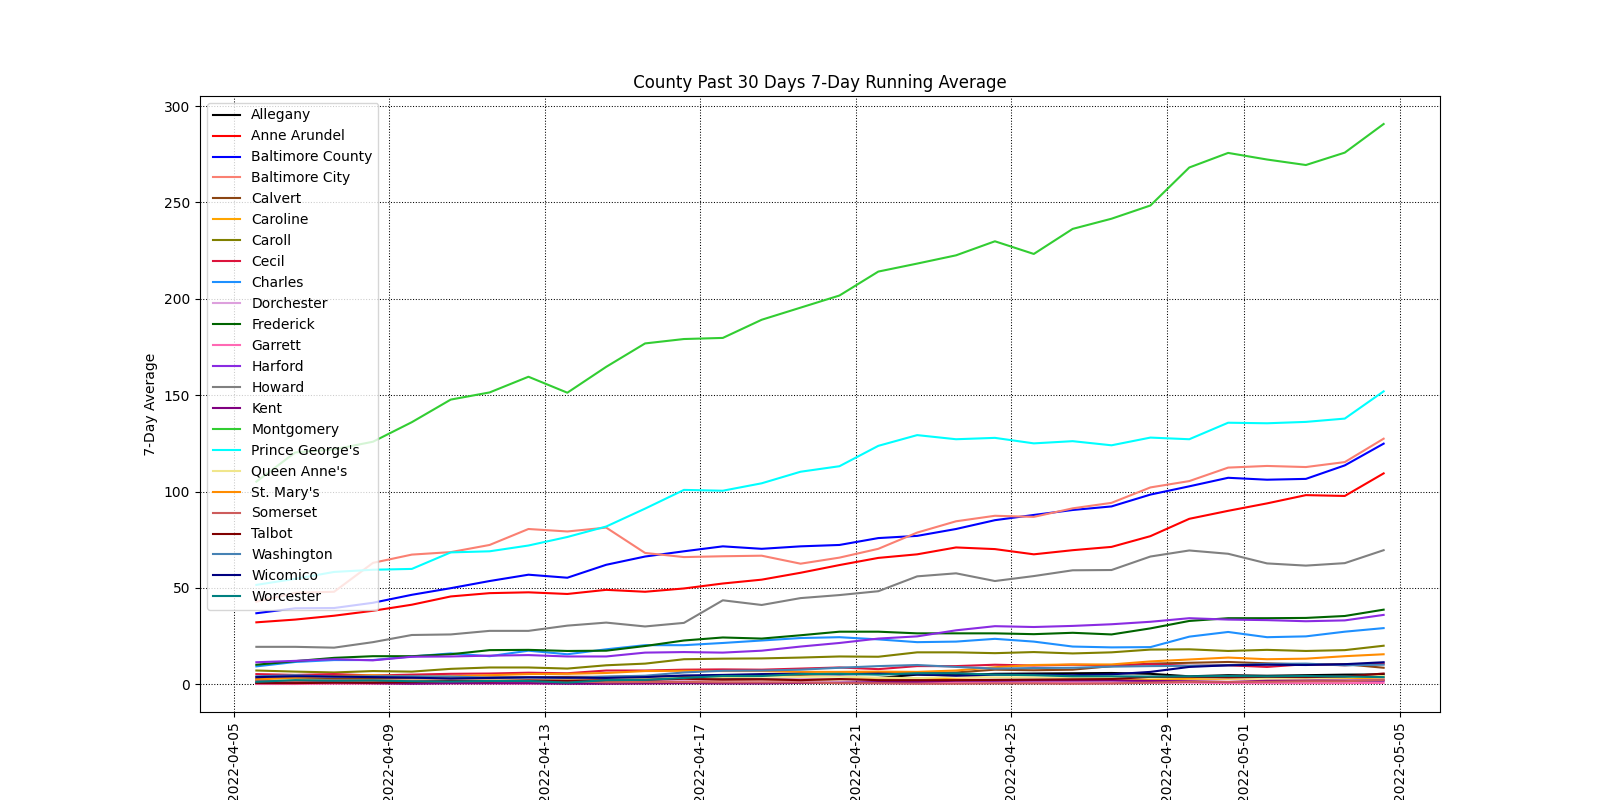 County Past 30 Days 7-Day Running Average
7-Day Average
300
250
200
150
100
50
0
Allegany
Anne Arundel
Baltimore County
Baltimore City
Calvert
Caroline
Caroll
Cecil
Charles
Dorchester
Frederick
Garrett
Harford
Howard
Kent
Montgomery
Prince George's
Queen Anne's
St. Mary's
Somerset
Talbot
Washington
Wicomico
Worcester
2022-04-05
2022-04-09
2022-04-13
2022-04-17
2022-04-21
2022-04-25
2022-04-29
2022-05-01
2022-05-05